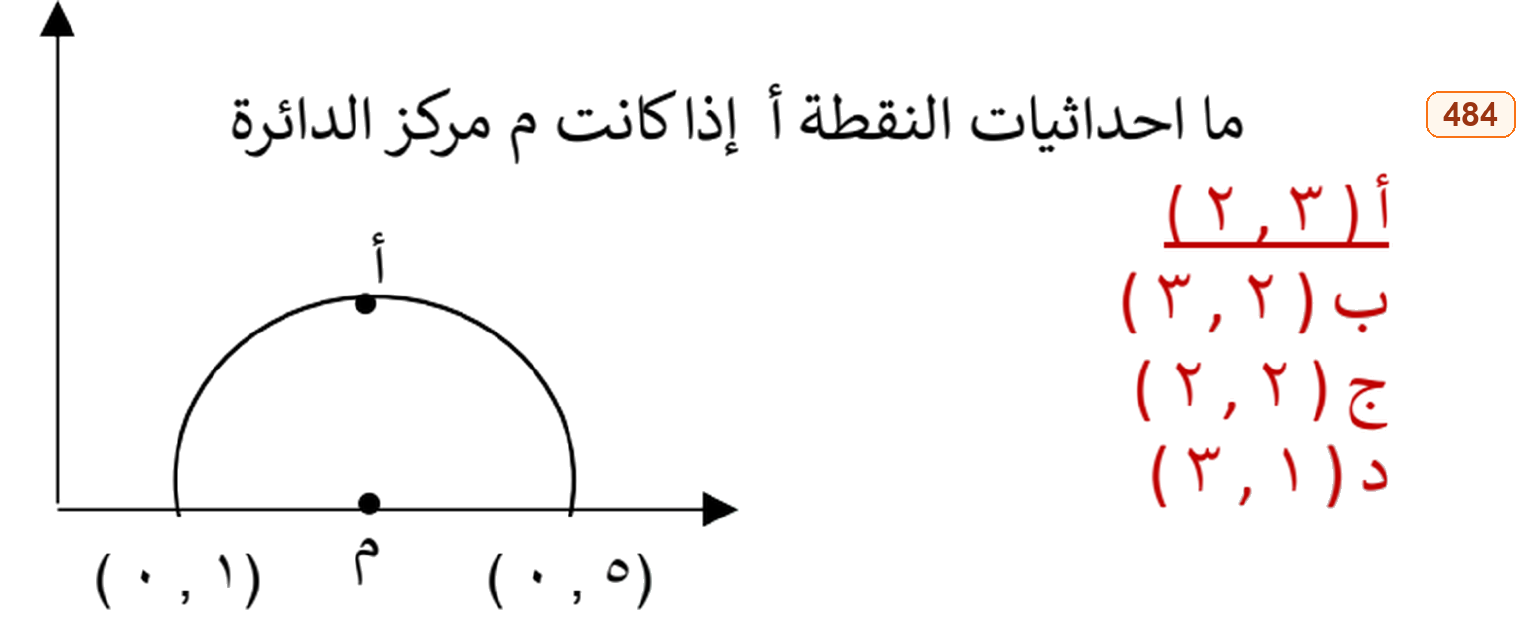 484
ما احداثيات النقطة أ إذا كانت م مركز الدائرة
أ ( ٣ , ٢ )
ب ( ٢ , ٣ )
ج ( ٢ , ٢ )
د ( ١ , ٣ )
أ
م
( ٥ , ٠ )
( ١ , ٠ )